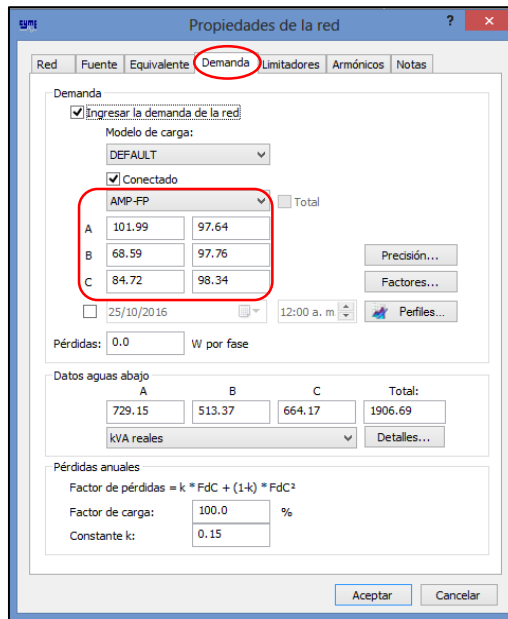 CYME Propiedades de la red ? ×
Red Fuente Equivalente Demanda Limitadores Armónicos Notas
Demanda
Ingresar la demanda de la red
Modelo de carga:
DEFAULT
Conectado
AMP-FP Total
A 101.99 97.64
B 68.59 97.76 Precisión...
C 84.72 98.34 Factores...
25/10/2016 12:00 a. m. Perfiles...
Pérdidas: 0.0 W por fase
Datos aguas abajo
A B C Total:
729.15 513.37 664.17 1906.69
kVA reales Detalles...
Pérdidas anuales
Factor de pérdidas = k * FdC + (1-k) * FdC²
Factor de carga: 100.0 %
Constante k: 0.15
Aceptar Cancelar